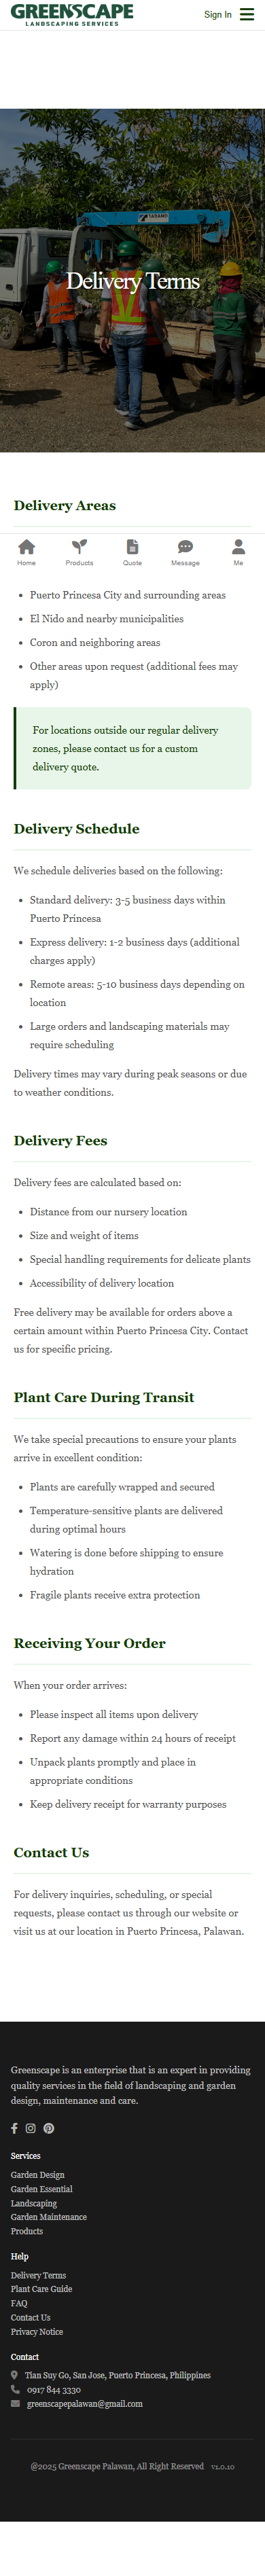 GREENSCAPE
LANDSCAPING SERVICES
Sign In
Delivery Terms
Delivery Areas
Home
Products
Quote
Message
Me
Puerto Princesa City and surrounding areas
El Nido and nearby municipalities
Coron and neighboring areas
Other areas upon request (additional fees may
apply)
For locations outside our regular delivery
zones, please contact us for a custom
delivery quote.
Delivery Schedule
We schedule deliveries based on the following:
Standard delivery: 3-5 business days within
Puerto Princesa
Express delivery: 1-2 business days (additional
charges apply)
Remote areas: 5-10 business days depending on
location
Large orders and landscaping materials may
require scheduling
Delivery times may vary during peak seasons or due
to weather conditions.
Delivery Fees
Delivery fees are calculated based on:
Distance from our nursery location
Size and weight of items
Special handling requirements for delicate plants
Accessibility of delivery location
Free delivery may be available for orders above a
certain amount within Puerto Princesa City. Contact
us for specific pricing.
Plant Care During Transit
We take special precautions to ensure your plants
arrive in excellent condition:
Plants are carefully wrapped and secured
Temperature-sensitive plants are delivered
during optimal hours
Watering is done before shipping to ensure
hydration
Fragile plants receive extra protection
Receiving Your Order
When your order arrives:
Please inspect all items upon delivery
Report any damage within 24 hours of receipt
Unpack plants promptly and place in
appropriate conditions
Keep delivery receipt for warranty purposes
Contact Us
For delivery inquiries, scheduling, or special
requests, please contact us through our website or
visit us at our location in Puerto Princesa, Palawan.
Greenscape is an enterprise that is an expert in providing
quality services in the field of landscaping and garden
design, maintenance and care.
Services
Garden Design
Garden Essential
Landscaping
Garden Maintenance
Products
Help
Delivery Terms
Plant Care Guide
FAQ
Contact Us
Privacy Notice
Contact
Tian Suy Go, San Jose, Puerto Princesa, Philippines
0917 844 3330
greenscapepalawan@gmail.com
@2025 Greenscape Palawan, All Right Reserved v1.0.10